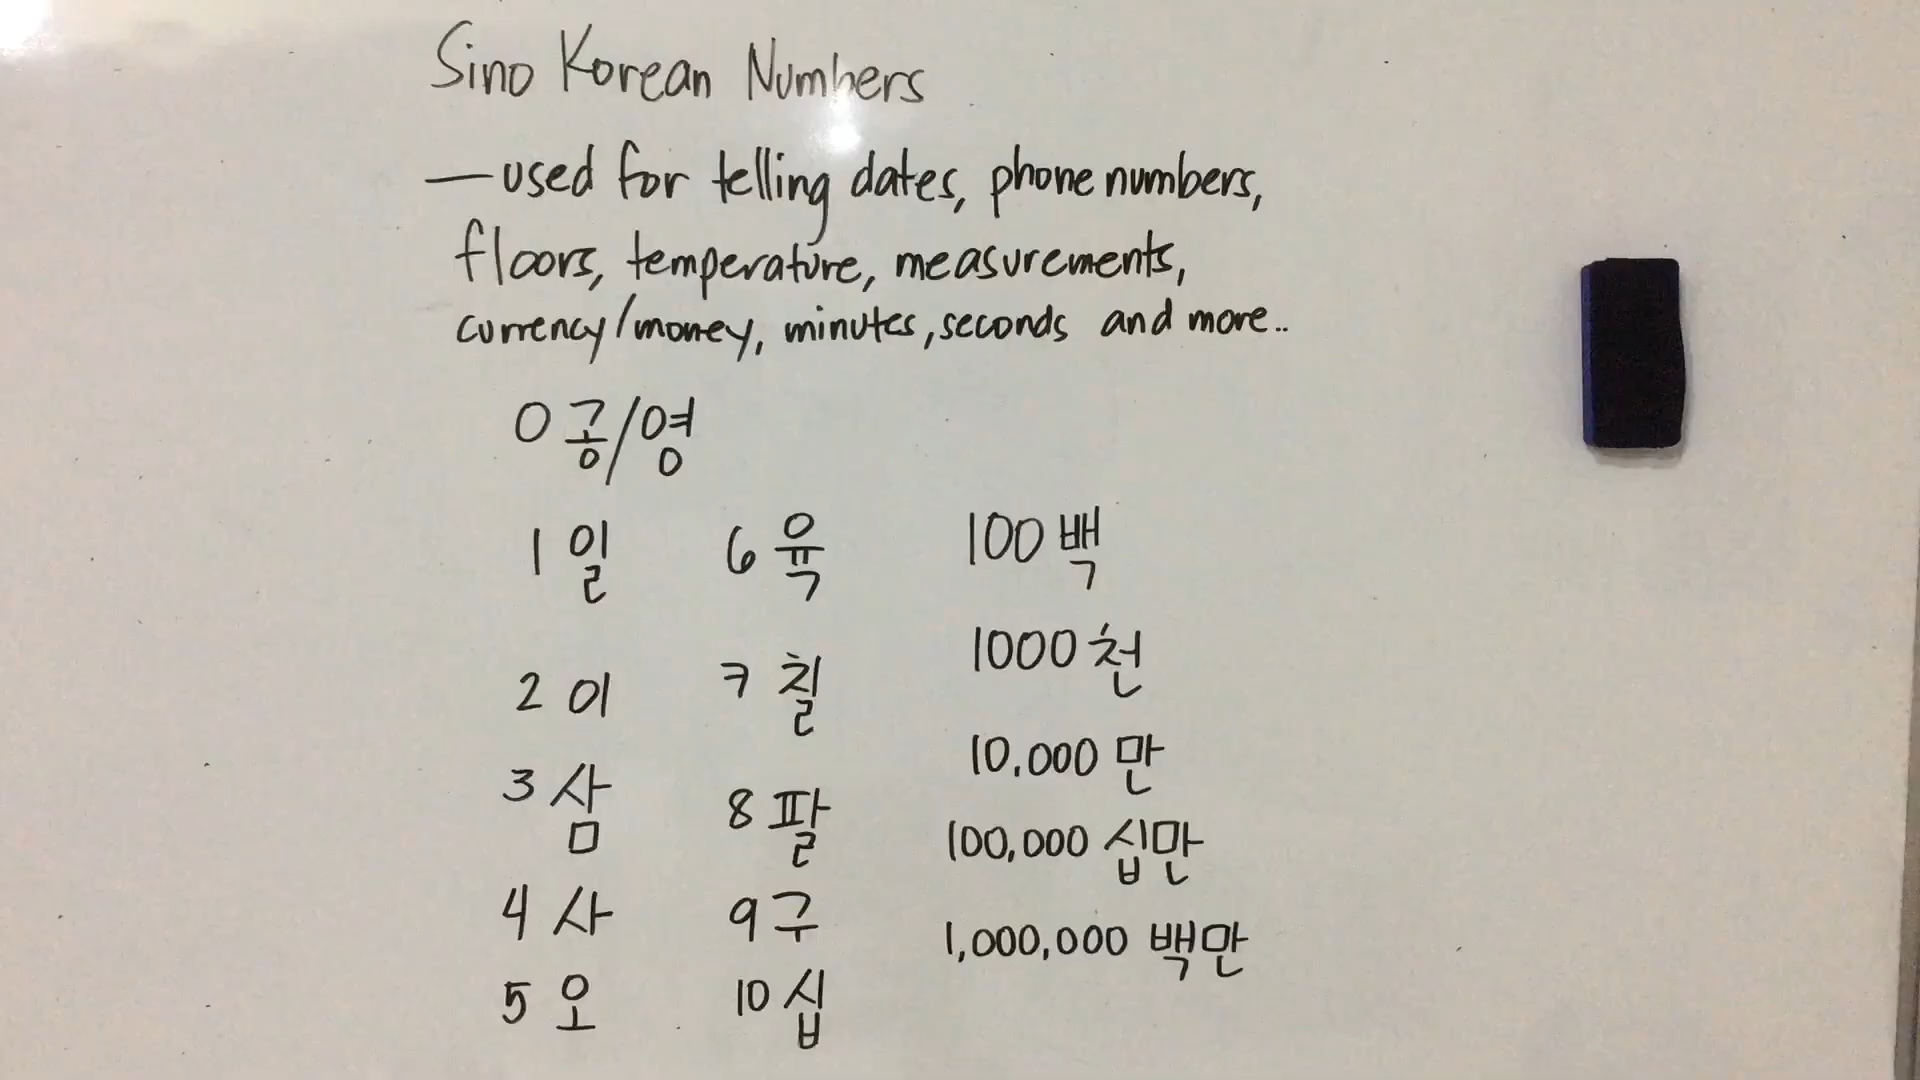 Sino Korean Numbers
—used for telling dates, phone numbers,
floors, temperature, measurements,
currency/money, minutes, seconds and more..
0 공/영
1 일
2 이
3 삼
4 사
5 오
6 육
7 칠
8 팔
9 구
10 십
100 백
1000 천
10,000 만
100,000 십만
1,000,000 백만